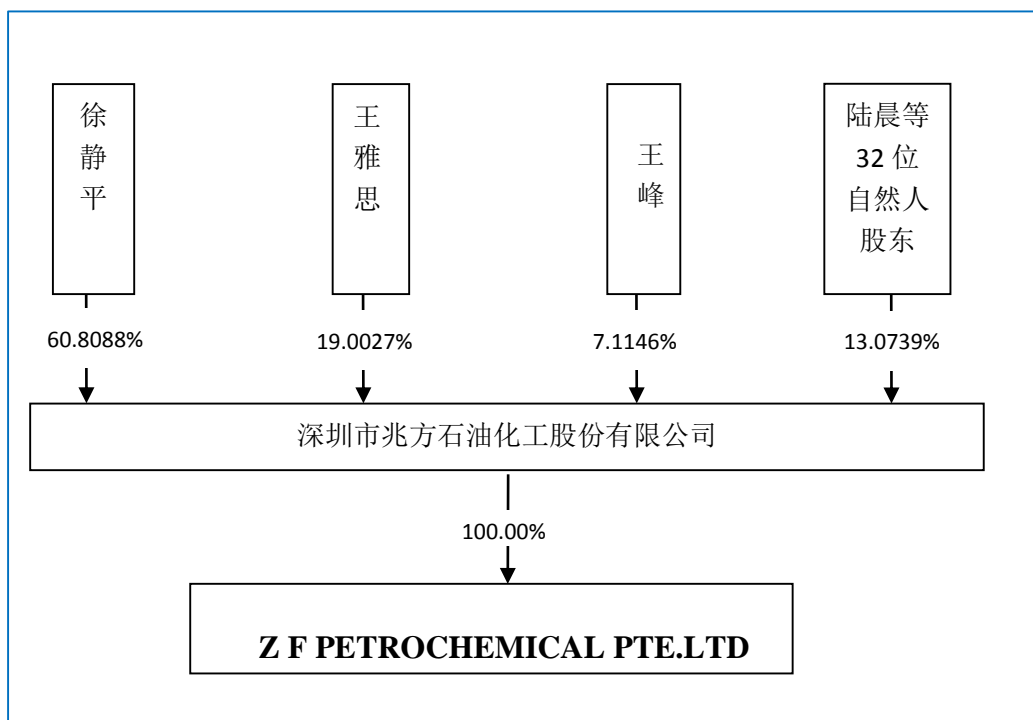 徐静平
王雅思
王峰
陆晨等
32 位
自然人
股东
60.8088%
19.0027%
7.1146%
13.0739%
深圳市兆方石油化工股份有限公司
100.00%
Z F PETROCHEMICAL PTE.LTD